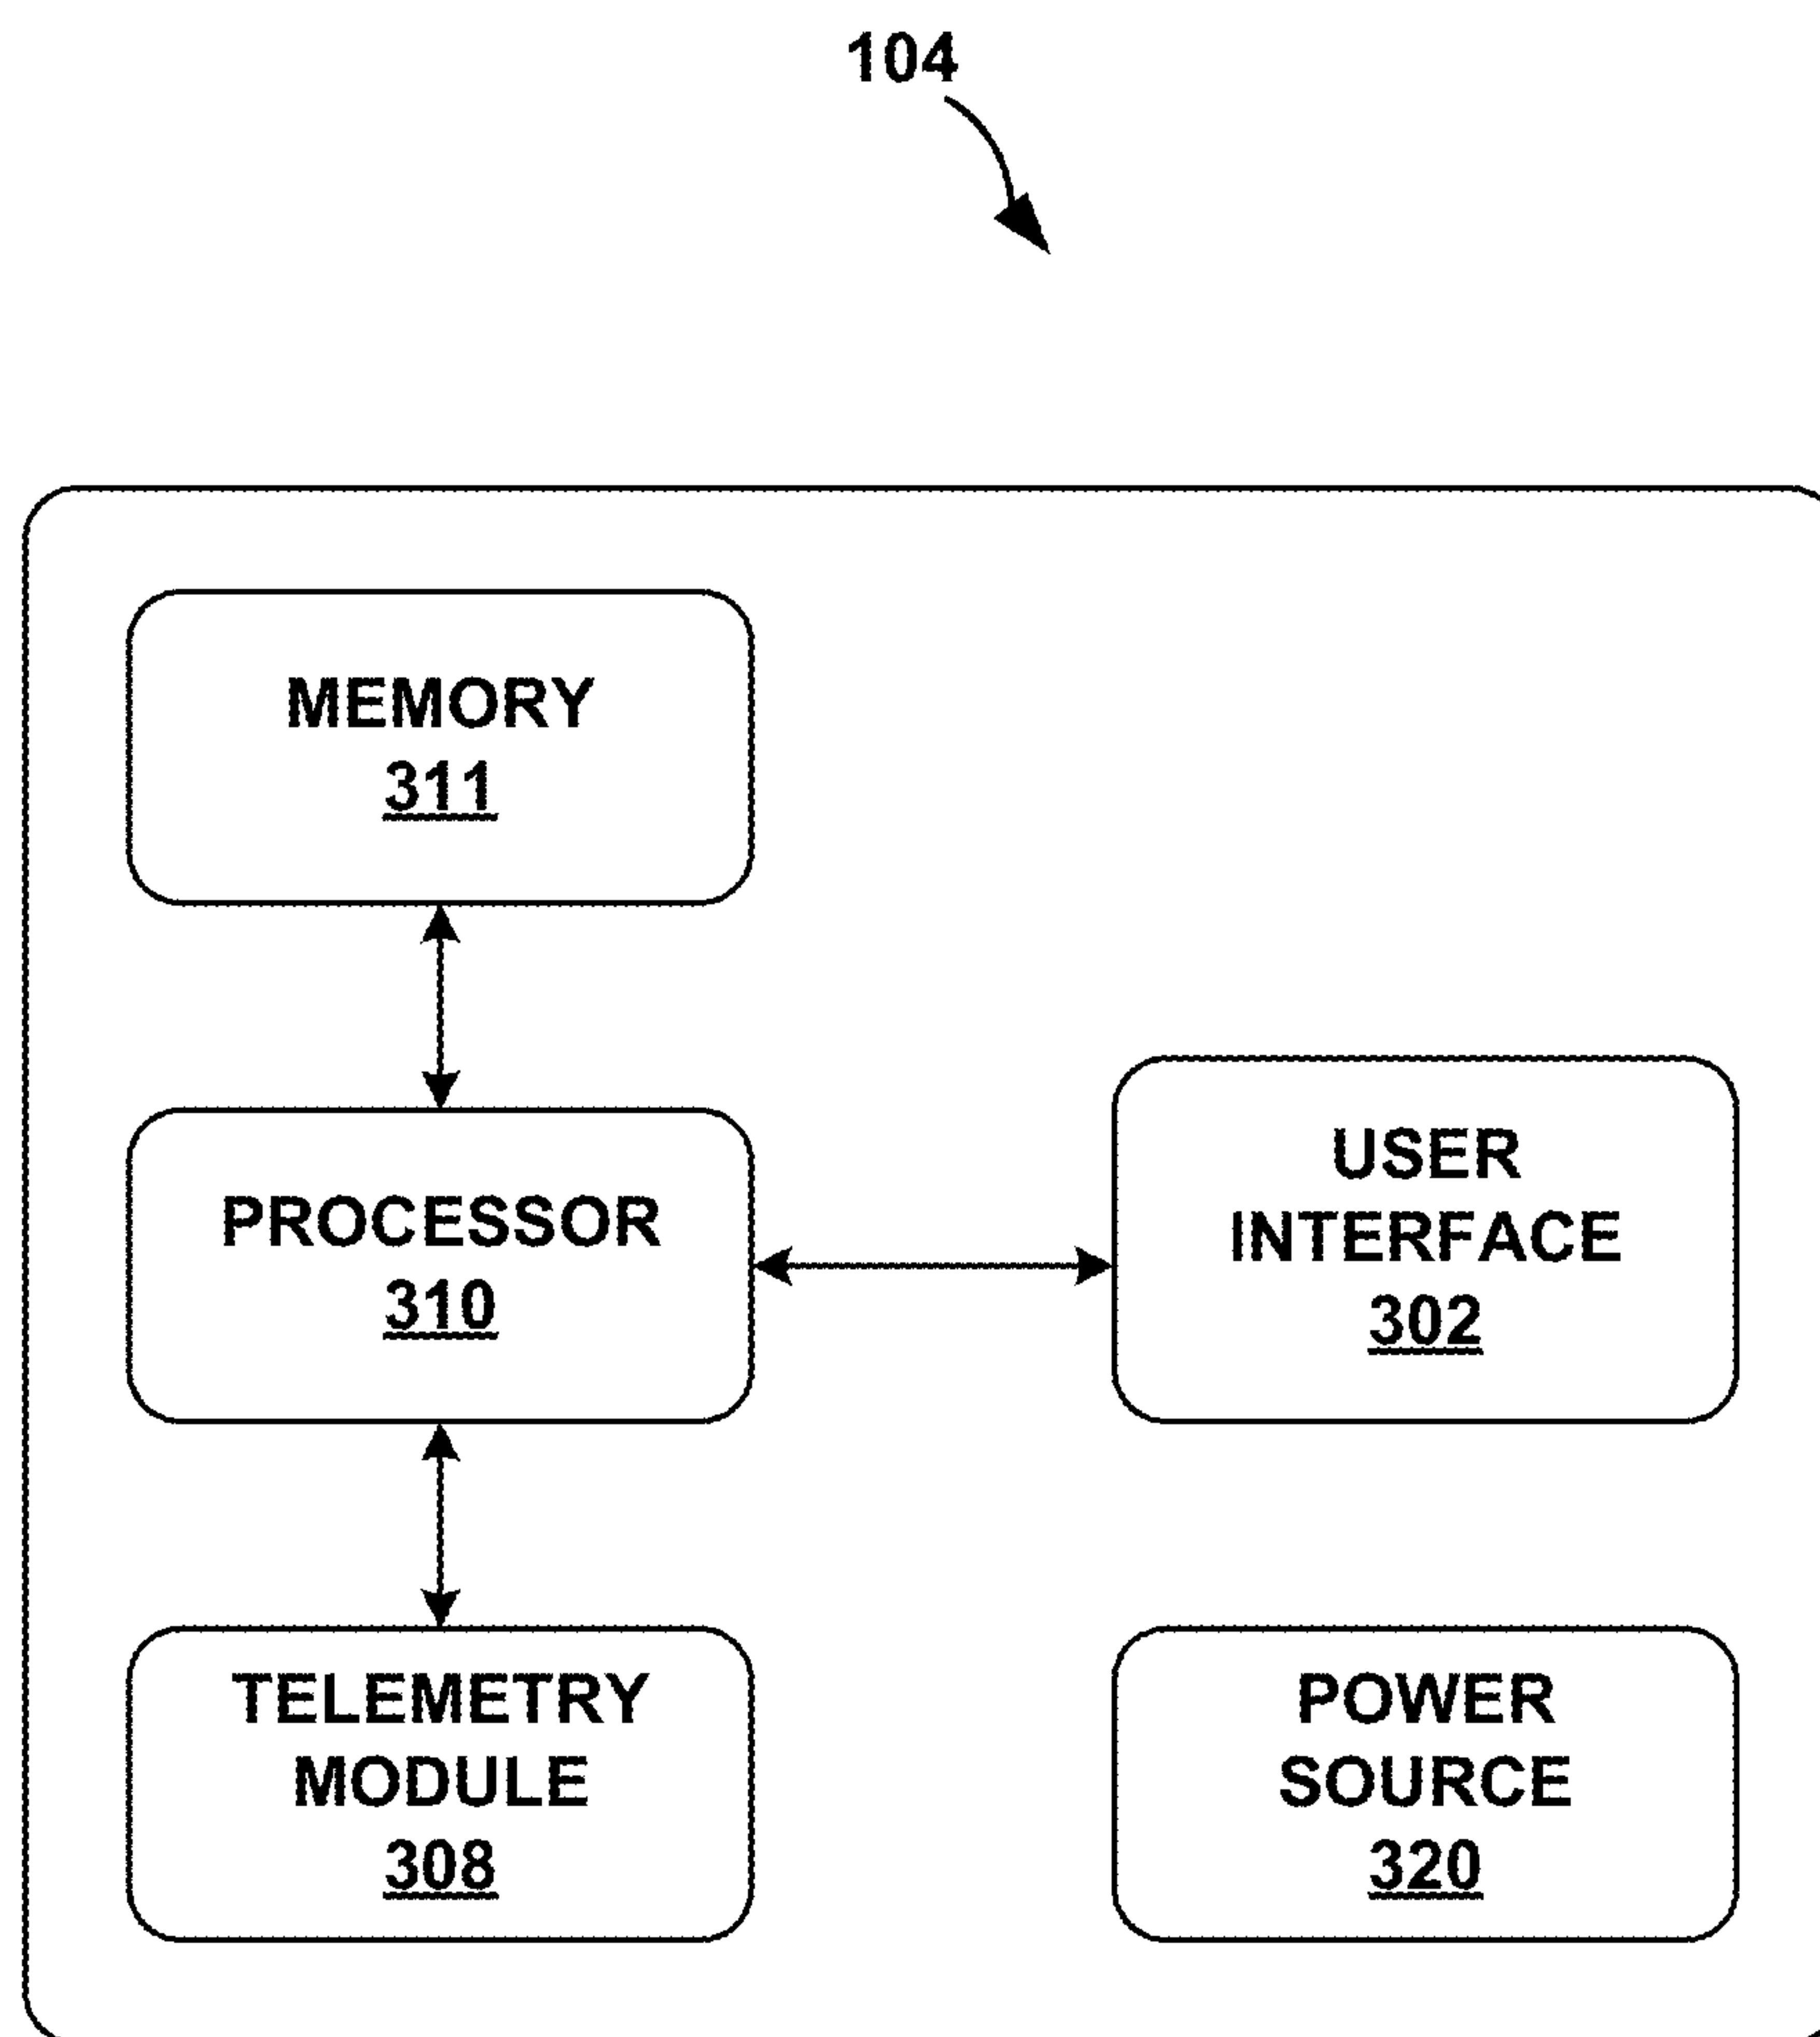 104
MEMORY
311
PROCESSOR
310
USER
INTERFACE
302
TELEMETRY
MODULE
308
POWER
SOURCE
320